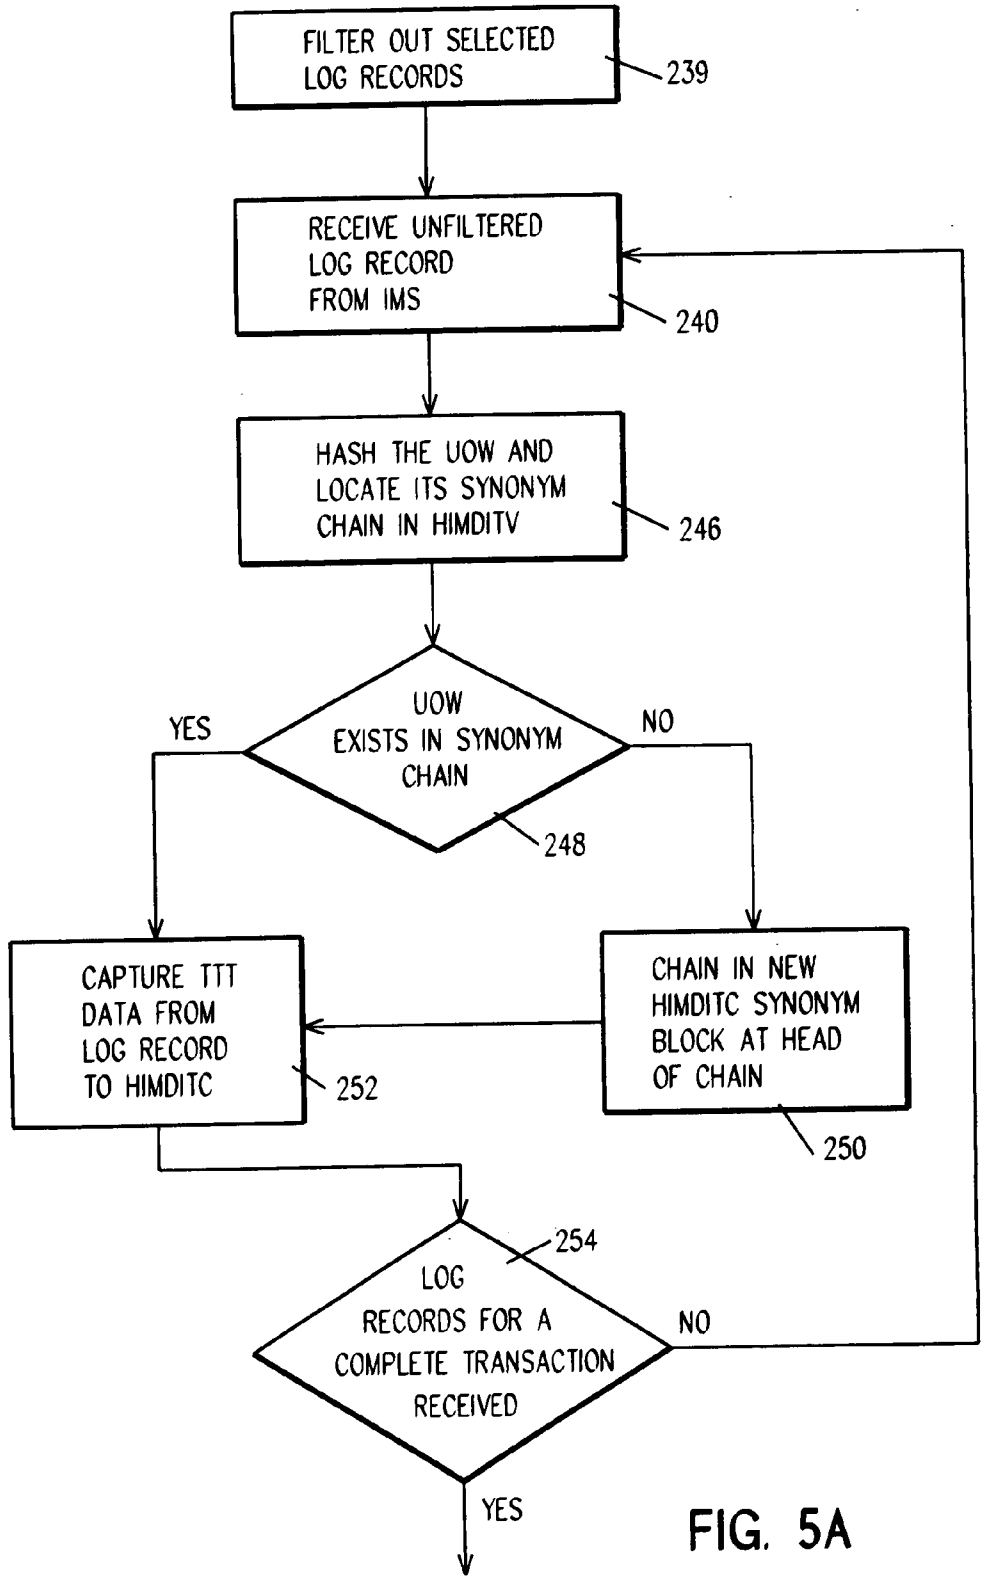 FILTER OUT SELECTED
LOG RECORDS
239
RECEIVE UNFILTERED
LOG RECORD
FROM IMS
240
HASH THE UOW AND
LOCATE ITS SYNONYM
CHAIN IN HIMDITV
246
UOW
EXISTS IN SYNONYM
CHAIN
YES
NO
248
CAPTURE TTT
DATA FROM
LOG RECORD
TO HIMDITC
252
CHAIN IN NEW
HIMDITC SYNONYM
BLOCK AT HEAD
OF CHAIN
250
254
LOG
RECORDS FOR A
COMPLETE TRANSACTION
RECEIVED
NO
YES
FIG. 5A